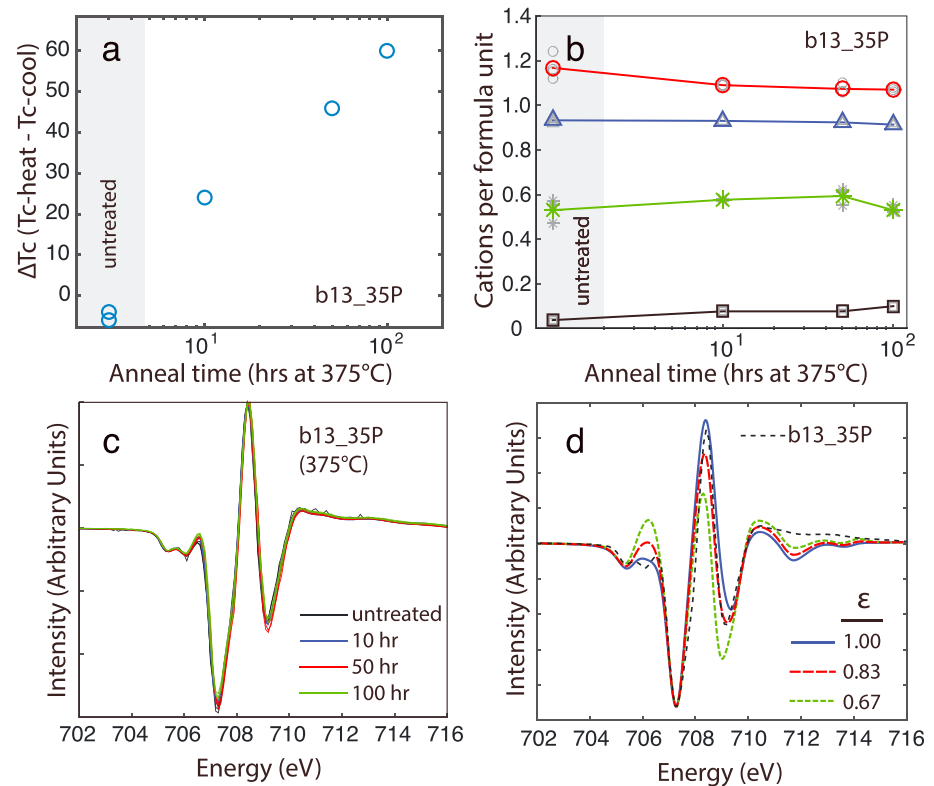 a
ΔTc (Tc-heat - Tc-cool)
60
50
40
30
20
10
0
untreated
b13_35P
10¹
10²
Anneal time (hrs at 375°C)
b
Cations per formula unit
1.4
1.2
1.0
0.8
0.6
0.4
0.2
0
untreated
b13_35P
10¹
10²
Anneal time (hrs at 375°C)
c
Intensity (Arbitrary Units)
b13_35P
(375°C)
untreated
10 hr
50 hr
100 hr
702 704 706 708 710 712 714 716
Energy (eV)
d
Intensity (Arbitrary Units)
b13_35P
ε
1.00
0.83
0.67
702 704 706 708 710 712 714 716
Energy (eV)